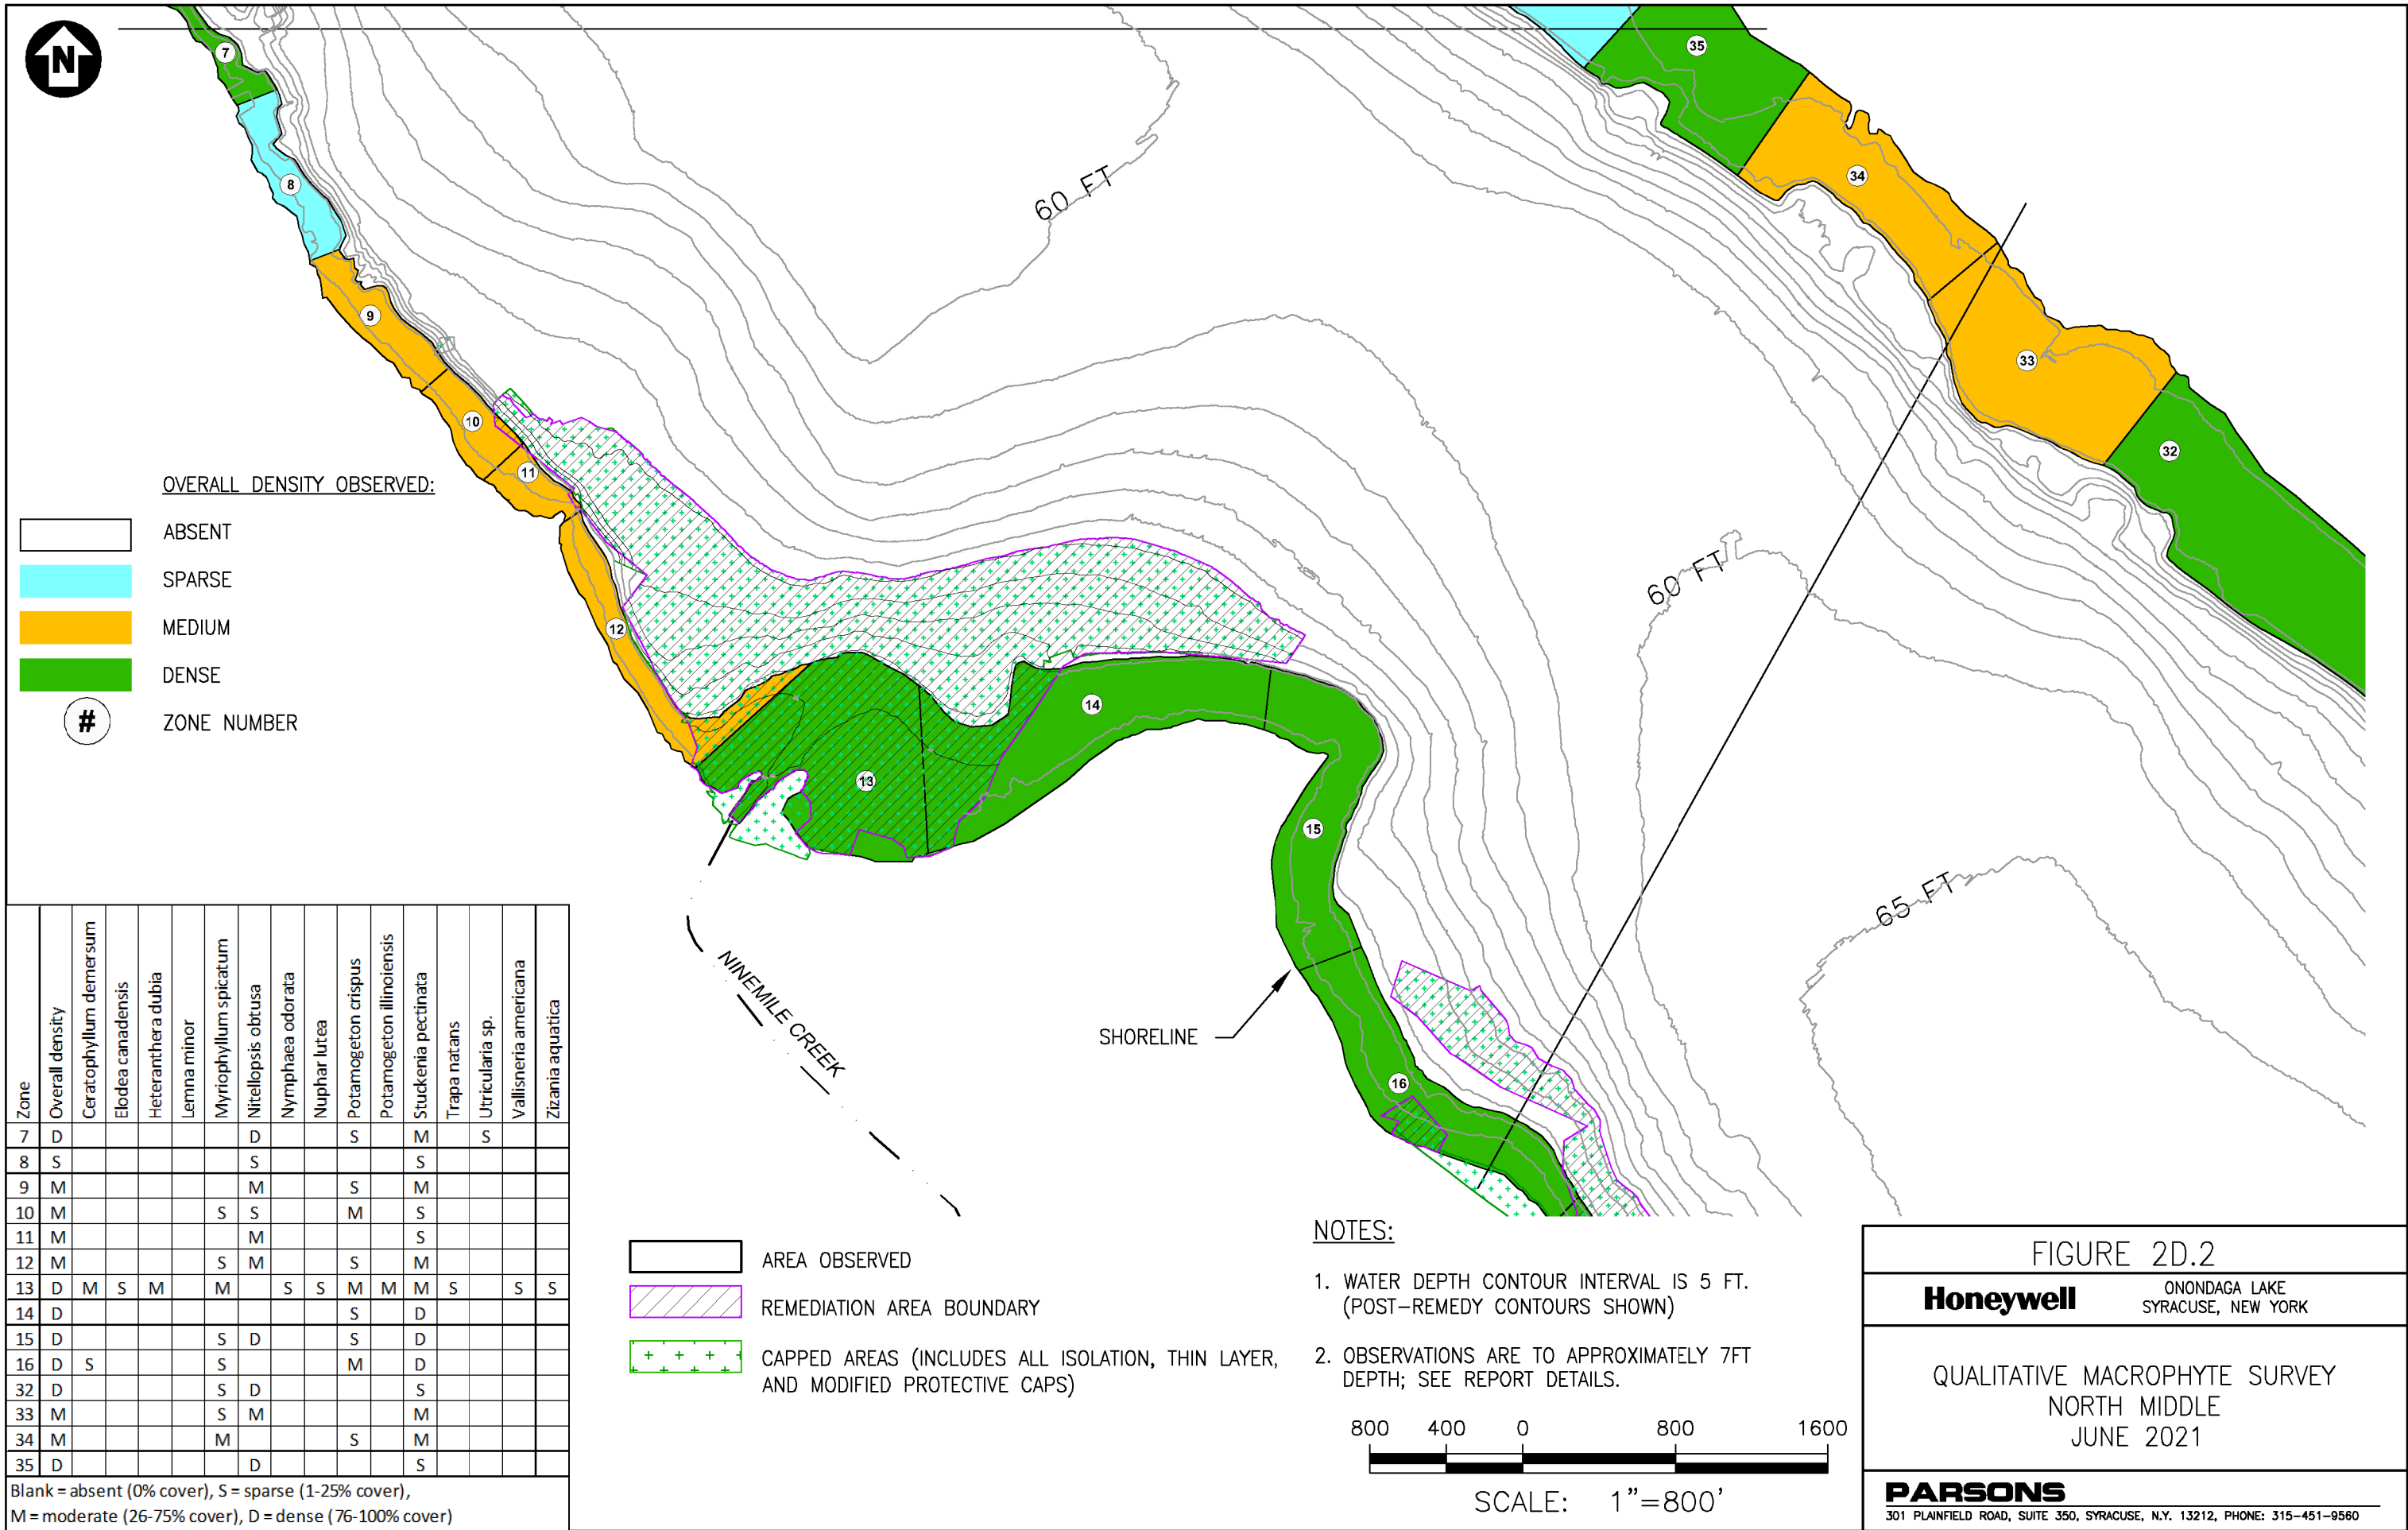 N
7
8
9
10
11
12
13
14
15
16
35
34
33
32
60 FT
60 FT
65 FT
OVERALL DENSITY OBSERVED:
ABSENT
SPARSE
MEDIUM
DENSE
# ZONE NUMBER
NINEMILE CREEK
SHORELINE
Zone Overall density Ceratophyllum demersum Elodea canadensis Heteranthera dubia Lemna minor Myriophyllum spicatum Nitellopsis obtusa Nymphaea odorata Nuphar lutea Potamogeton crispus Potamogeton illinoiensis Stuckenia pectinata Trapa natans Utricularia sp. Vallisneria americana Zizania aquatica
7 D D S M S
8 S S S
9 M M S M
10 M S S M S
11 M M S
12 M S M S M
13 D M S M M S S M M M S S S
14 D S D
15 D S D S D
16 D S S M D
32 D S D S
33 M S M M
34 M M S M
35 D D S
Blank = absent (0% cover), S = sparse (1-25% cover),
M = moderate (26-75% cover), D = dense (76-100% cover)
AREA OBSERVED
REMEDIATION AREA BOUNDARY
CAPPED AREAS (INCLUDES ALL ISOLATION, THIN LAYER,
AND MODIFIED PROTECTIVE CAPS)
NOTES:
1. WATER DEPTH CONTOUR INTERVAL IS 5 FT.
(POST-REMEDY CONTOURS SHOWN)
2. OBSERVATIONS ARE TO APPROXIMATELY 7FT
DEPTH; SEE REPORT DETAILS.
800 400 0 800 1600
SCALE: 1"=800'
FIGURE 2D.2
Honeywell
ONONDAGA LAKE
SYRACUSE, NEW YORK
QUALITATIVE MACROPHYTE SURVEY
NORTH MIDDLE
JUNE 2021
PARSONS
301 PLAINFIELD ROAD, SUITE 350, SYRACUSE, N.Y. 13212, PHONE: 315-451-9560